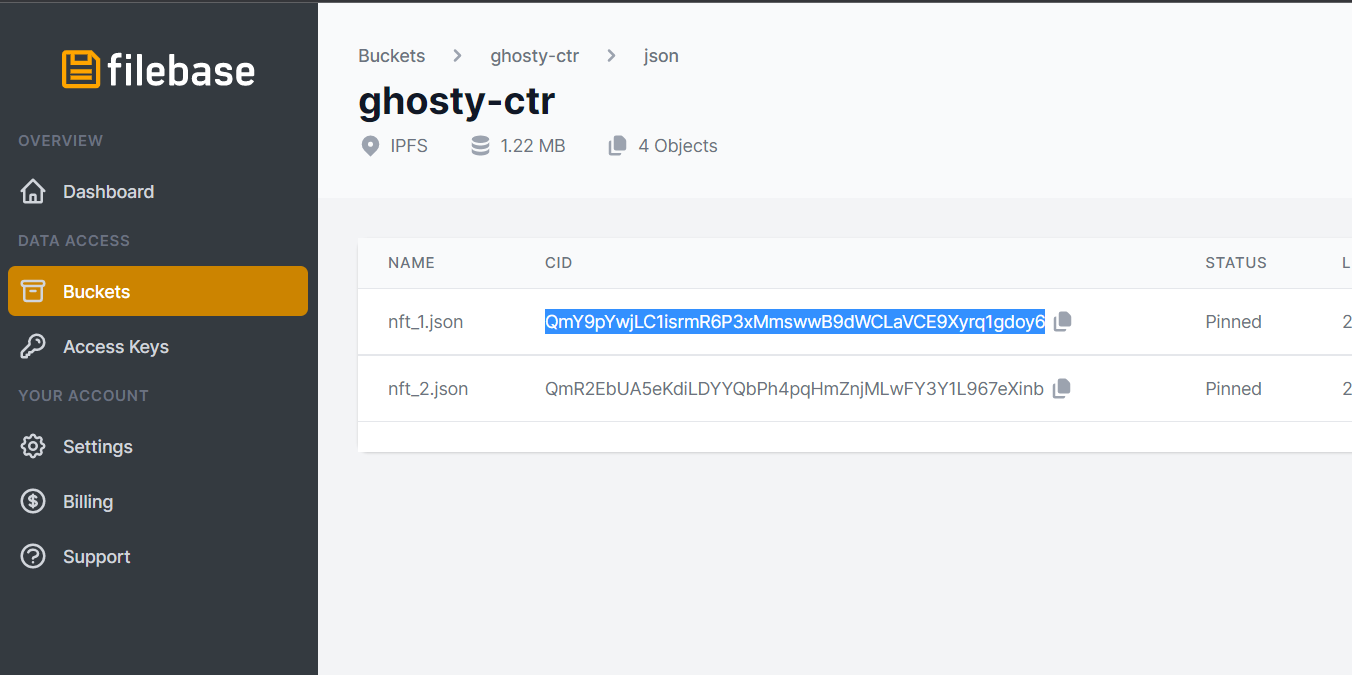 filebase
OVERVIEW
Dashboard
DATA ACCESS
Buckets
Access Keys
YOUR ACCOUNT
Settings
Billing
Support
Buckets > ghosty-ctr > json
ghosty-ctr
IPFS 1.22 MB 4 Objects
NAME CID STATUS L
nft_1.json QmY9pYwjLC1isrmR6P3xMmswwB9dWCLaVCE9Xyrq1gdoy6 Pinned 2
nft_2.json QmR2EbUA5eKdiLDYYQbPh4pqHmZnjMLwFY3Y1L967eXinb Pinned 2